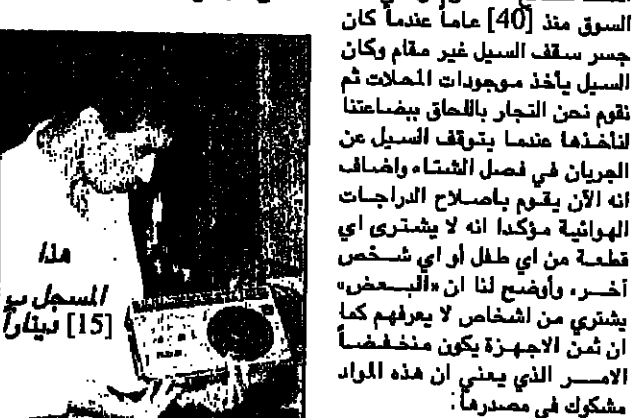 السوق منذ [40] عاماً عندما كان
جسر سقف السيل غير مقام وكان
السيل يأخذ موجودات المحلات ثم
نقوم نحن التجار باللحاق ببضاعتنا
لنأخذها عندما يتوقف السيل عن
الجريان في فصل الشتاء واضاف
انه الآن يقوم باصلاح الدراجات
الهوائية مؤكدا انه لا يشترى اي
قطعة من اي طفل أو اي شخص
آخر، وأوضح لنا ان «البعض»
يشتري من اشخاص لا يعرفهم كما
ان ثمن الاجهزة يكون منخفضاً
الامر الذي يعني ان هذه المواد
مشكوك في مصدرها:
هذا
المسجل بـ
[15] ديناراً